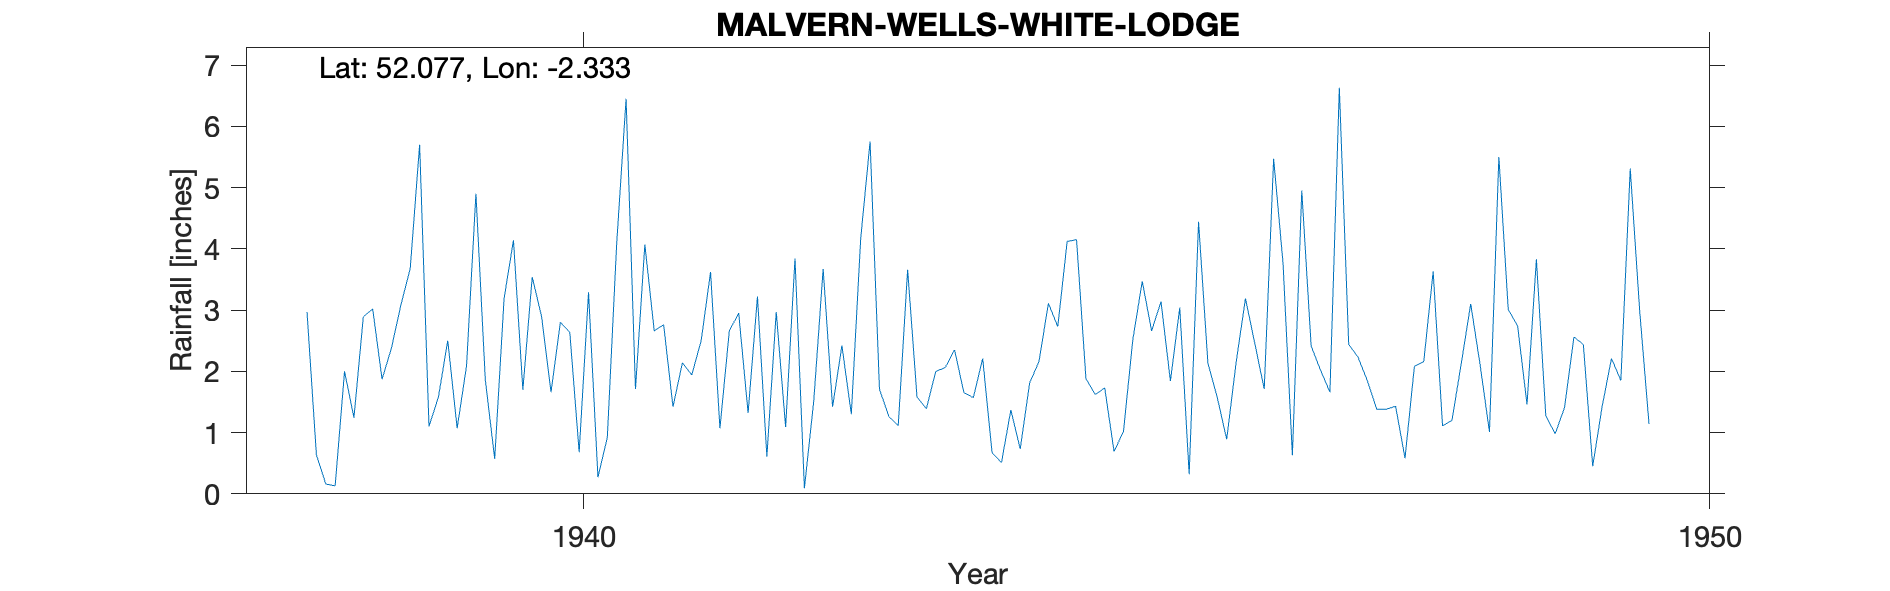 MALVERN-WELLS-WHITE-LODGE
Lat: 52.077, Lon: -2.333
7
6
5
4
3
2
1
0
Rainfall [inches]
1940
1950
Year